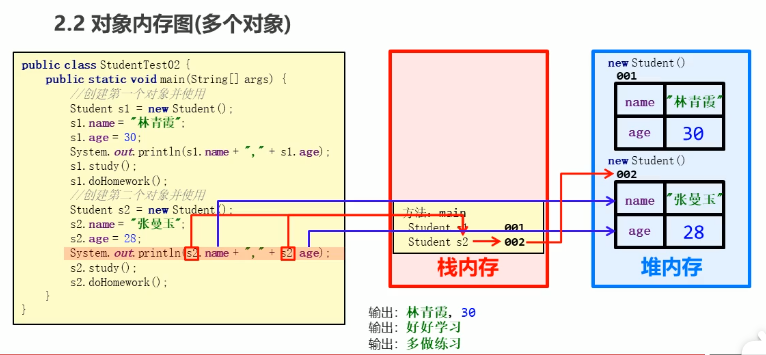 2.2 对象内存图(多个对象)
public class StudentTest02 {
public static void main(String[] args) {
//创建第一个对象并使用
Student s1 = new Student();
s1.name = "林青霞";
s1.age = 30;
System.out.println(s1.name + "," + s1.age);
s1.study();
s1.doHomework();
//创建第二个对象并使用
Student s2 = new Student();
s2.name = "张曼玉";
s2.age = 28;
System.out.println(s2.name + "," + s2.age);
s2.study();
s2.doHomework();
}
}
方法: main
Student s1 001
Student s2 002
栈内存
new Student()
001
name "林青霞"
age 30
new Student()
002
name "张曼玉"
age 28
堆内存
输出: 林青霞, 30
输出: 好好学习
输出: 多做练习